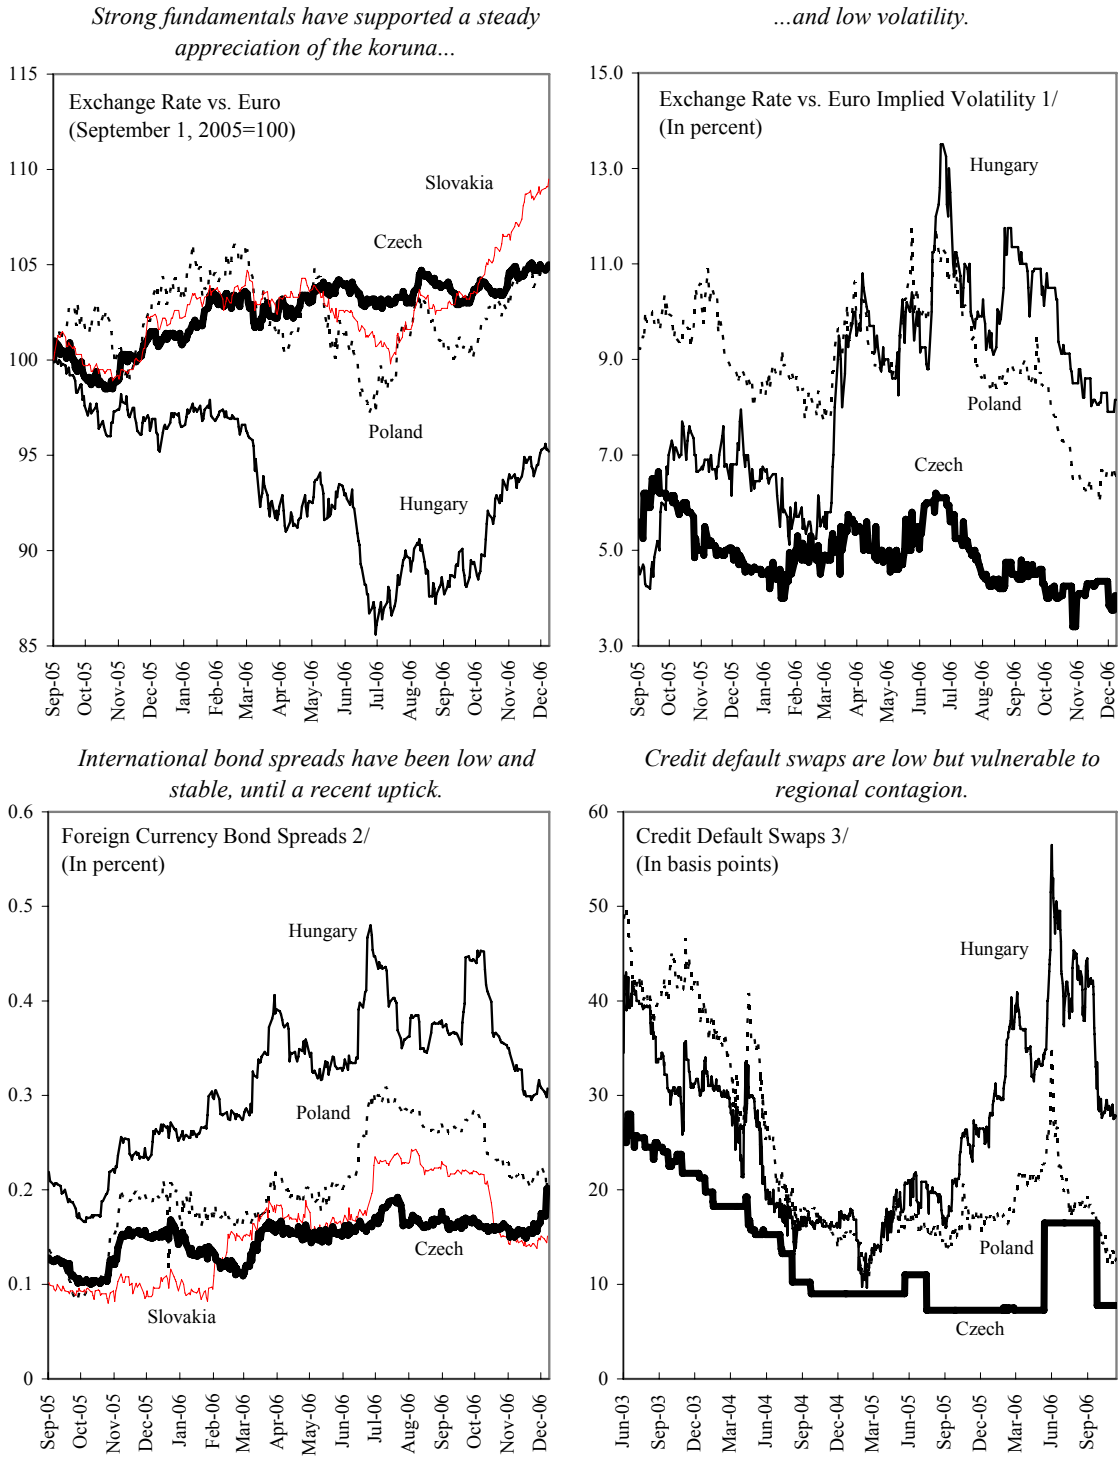 Strong fundamentals have supported a steady
appreciation of the koruna...
115
110
105
100
95
90
85
Exchange Rate vs. Euro
(September 1, 2005=100)
Slovakia
Czech
Poland
Hungary
Sep-05
Oct-05
Nov-05
Dec-05
Jan-06
Feb-06
Mar-06
Apr-06
May-06
Jun-06
Jul-06
Aug-06
Sep-06
Oct-06
Nov-06
Dec-06
...and low volatility.
15.0
13.0
11.0
9.0
7.0
5.0
3.0
Exchange Rate vs. Euro Implied Volatility 1/
(In percent)
Hungary
Poland
Czech
Sep-05
Oct-05
Nov-05
Dec-05
Jan-06
Feb-06
Mar-06
Apr-06
May-06
Jun-06
Jul-06
Aug-06
Sep-06
Oct-06
Nov-06
Dec-06
International bond spreads have been low and
stable, until a recent uptick.
0.6
0.5
0.4
0.3
0.2
0.1
0
Foreign Currency Bond Spreads 2/
(In percent)
Hungary
Poland
Czech
Slovakia
Sep-05
Oct-05
Nov-05
Dec-05
Jan-06
Feb-06
Mar-06
Apr-06
May-06
Jun-06
Jul-06
Aug-06
Sep-06
Oct-06
Nov-06
Dec-06
Credit default swaps are low but vulnerable to
regional contagion.
60
50
40
30
20
10
0
Credit Default Swaps 3/
(In basis points)
Hungary
Poland
Czech
Jun-03
Sep-03
Dec-03
Mar-04
Jun-04
Sep-04
Dec-04
Mar-05
Jun-05
Sep-05
Dec-05
Mar-06
Jun-06
Sep-06